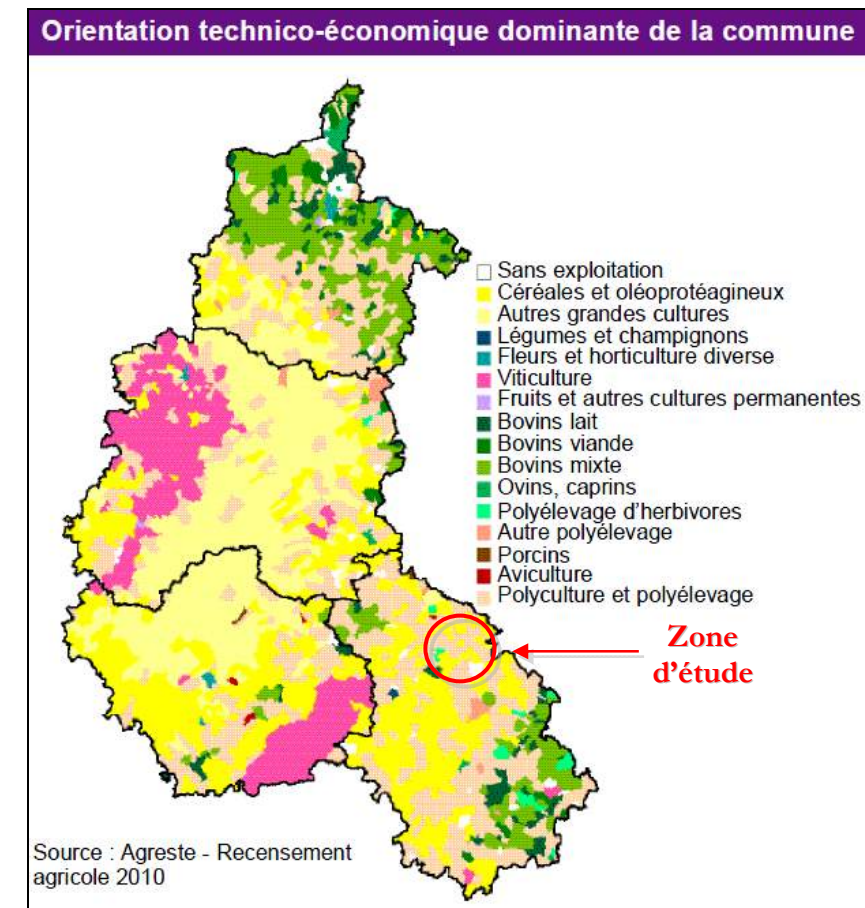 Orientation technico-économique dominante de la commune
Sans exploitation
Céréales et oléoprotéagineux
Autres grandes cultures
Légumes et champignons
Fleurs et horticulture diverse
Viticulture
Fruits et autres cultures permanentes
Bovins lait
Bovins viande
Bovins mixte
Ovins, caprins
Polyélevage d'herbivores
Autre polyélevage
Porcins
Aviculture
Polyculture et polyélevage
Zone
d'étude
Source : Agreste - Recensement
agricole 2010